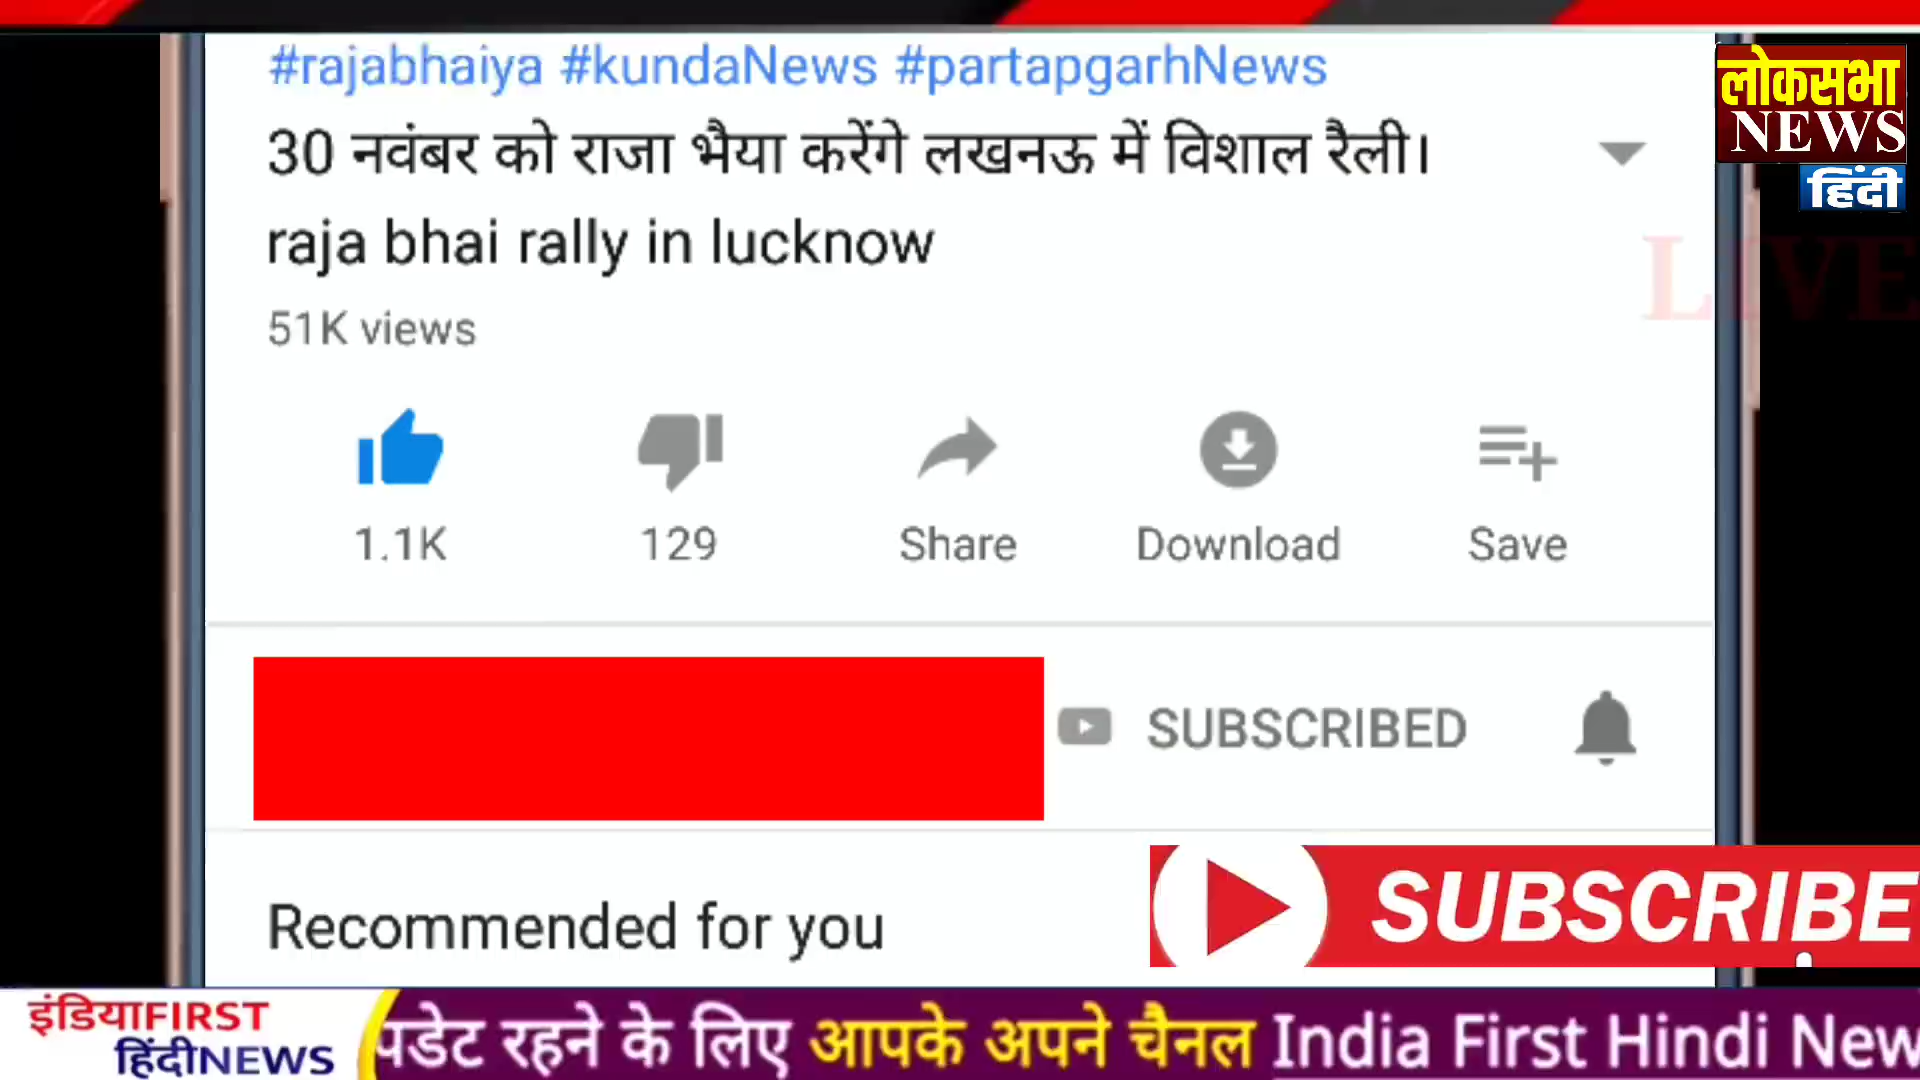 #rajabhaiya #kundaNews #partapgarhNews
लोकसभा
NEWS
हिंदी
30 नवंबर को राजा भैया करेंगे लखनऊ में विशाल रैली।
raja bhai rally in lucknow
LIVE
51K views
1.1K
129
Share
Download
Save
SUBSCRIBED
SUBSCRIBE
Recommended for you
इंडियाFIRST
हिंदीNEWS
पडेट रहने के लिए आपके अपने चैनल India First Hindi New